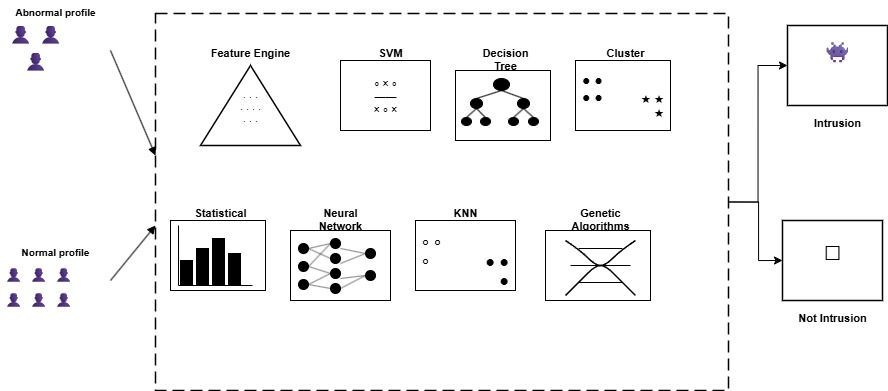 Abnormal profile
Feature Engine
SVM
Decision
Tree
Cluster
Intrusion
Statistical
Neural
Network
KNN
Genetic
Algorithms
Normal profile
Not Intrusion